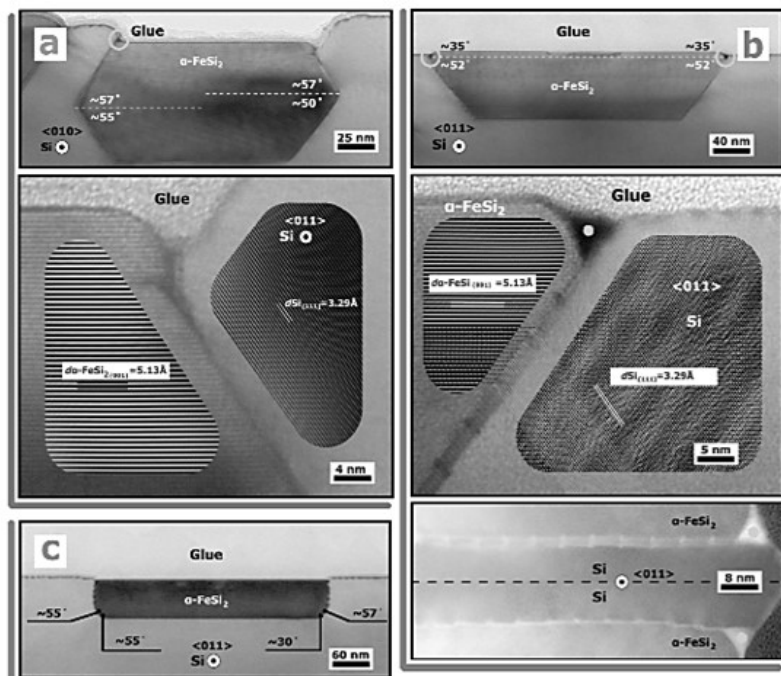 a
Glue
α-FeSi2
~57˚
~57˚
~50˚
~55˚
<010>
Si
25 nm
Glue
<011>
Si
dSi(111)=3.29Å
dα-FeSi2(001)=5.13Å
4 nm
b
Glue
~35˚
~35˚
~52˚
~52˚
α-FeSi2
<011>
Si
40 nm
Glue
α-FeSi2
dα-FeSi(001)=5.13Å
<011>
Si
dSi(111)=3.29Å
5 nm
α-FeSi2
Si
<011>
Si
8 nm
α-FeSi2
c
Glue
α-FeSi2
~55˚
~57˚
~55˚
~30˚
<011>
Si
60 nm